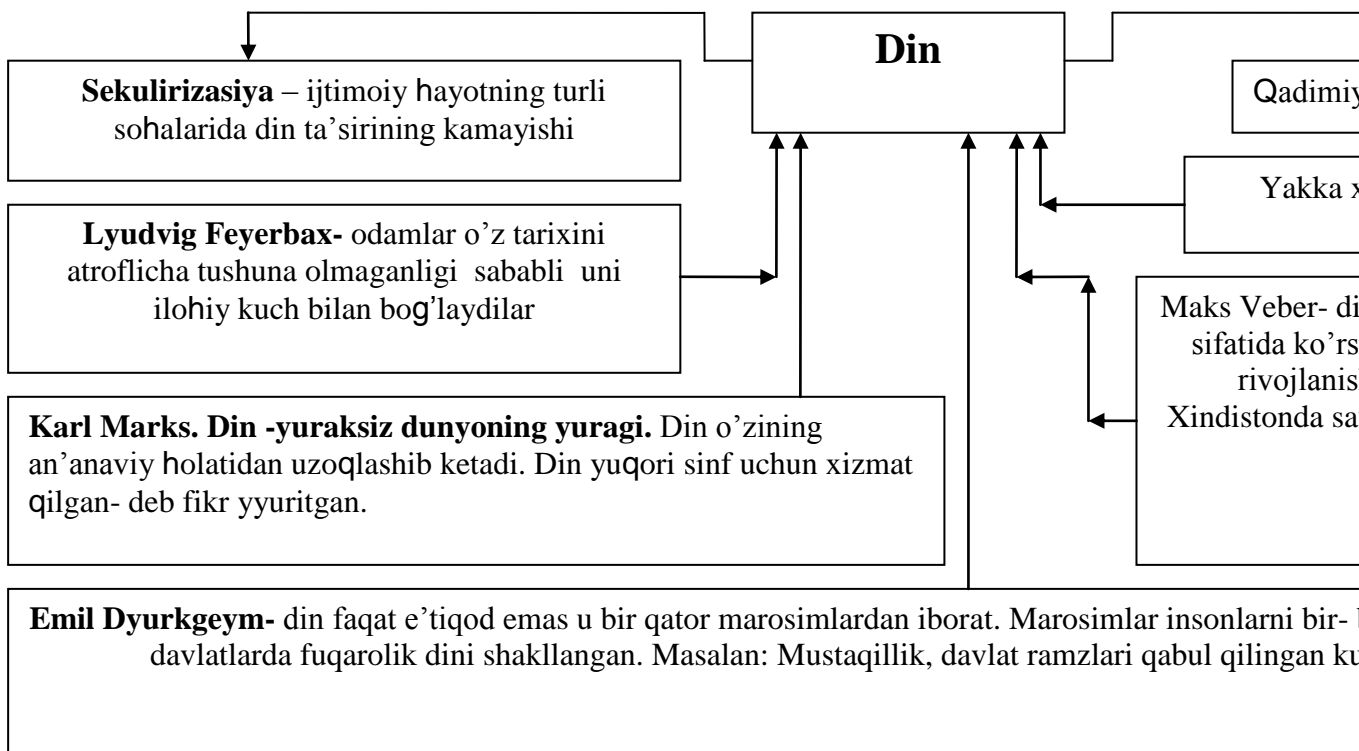 Din
Sekulirizasiya – ijtimoiy hayotning turli
sohalarida din ta’sirining kamayishi
Qadimiy
Yakka x
Lyudvig Feyerbax- odamlar o’z tarixini
atroflicha tushuna olmaganligi sababli uni
ilohiy kuch bilan bog’laydilar
Maks Veber- di
sifatida ko’rs
rivojlanis
Xindistonda sa
Karl Marks. Din -yuraksiz dunyoning yuragi. Din o’zining
an’anaviy holatidan uzoqlashib ketadi. Din yuqori sinf uchun xizmat
qilgan- deb fikr yyuritgan.
Emil Dyurkgeym- din faqat e’tiqod emas u bir qator marosimlardan iborat. Marosimlar insonlarni bir-
davlatlarda fuqarolik dini shakllangan. Masalan: Mustaqillik, davlat ramzlari qabul qilingan ku